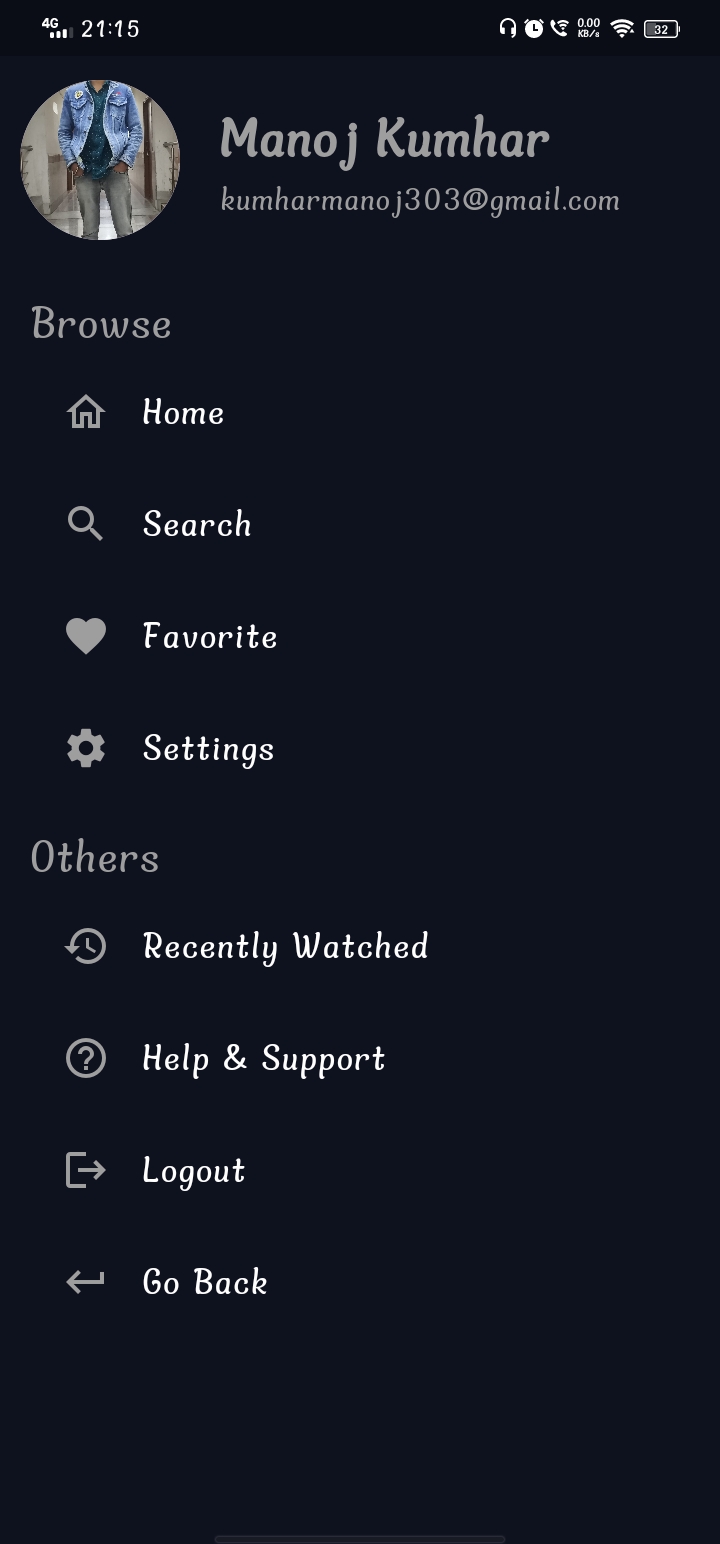 4G 21:15 0.00 KB/s 32
Manoj Kumhar
kumharmanoj303@gmail.com
Browse
Home
Search
Favorite
Settings
Others
Recently Watched
Help & Support
Logout
Go Back